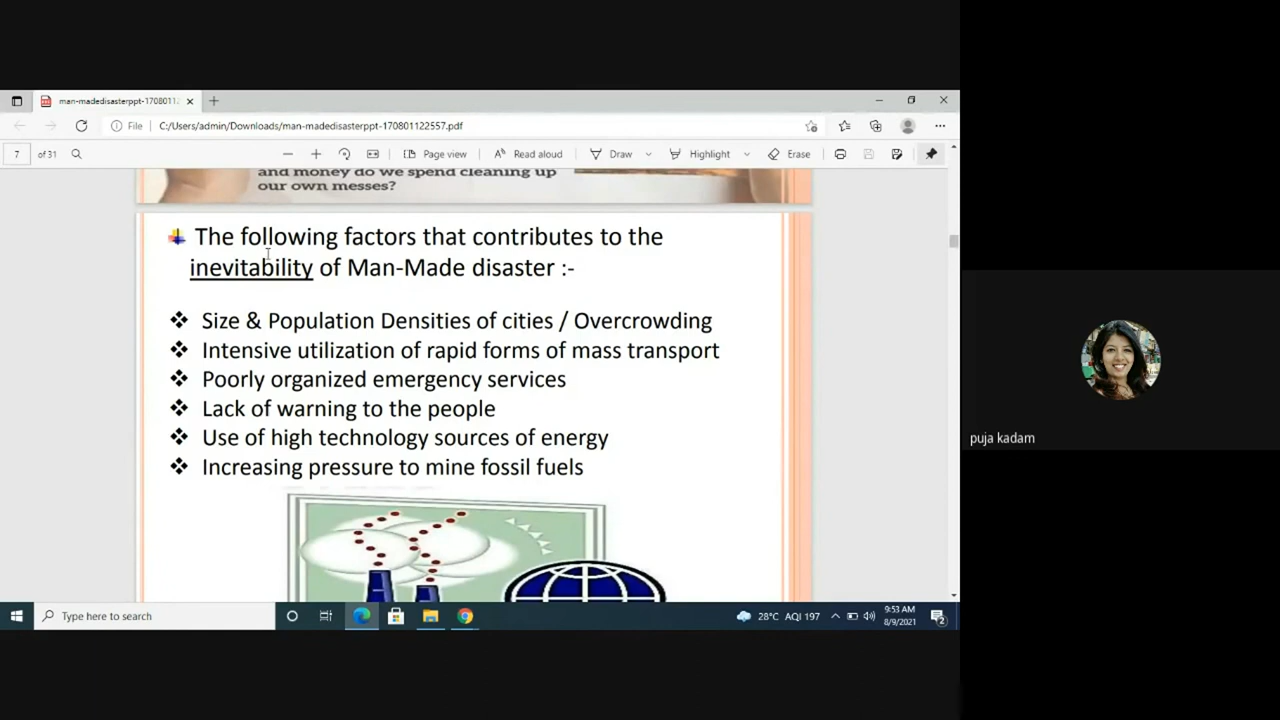 man-madedisasterppt-170801122557.pdf
File
C:/Users/admin/Downloads/man-madedisasterppt-170801122557.pdf
7 of 31
Page view
Read aloud
Draw
Highlight
Erase
and money do we spend cleaning up
our own messes?
The following factors that contributes to the
inevitability of Man-Made disaster :-
❖ Size & Population Densities of cities / Overcrowding
❖ Intensive utilization of rapid forms of mass transport
❖ Poorly organized emergency services
❖ Lack of warning to the people
❖ Use of high technology sources of energy
❖ Increasing pressure to mine fossil fuels
puja kadam
Type here to search
28°C AQI 197
9:53 AM
8/9/2021
2